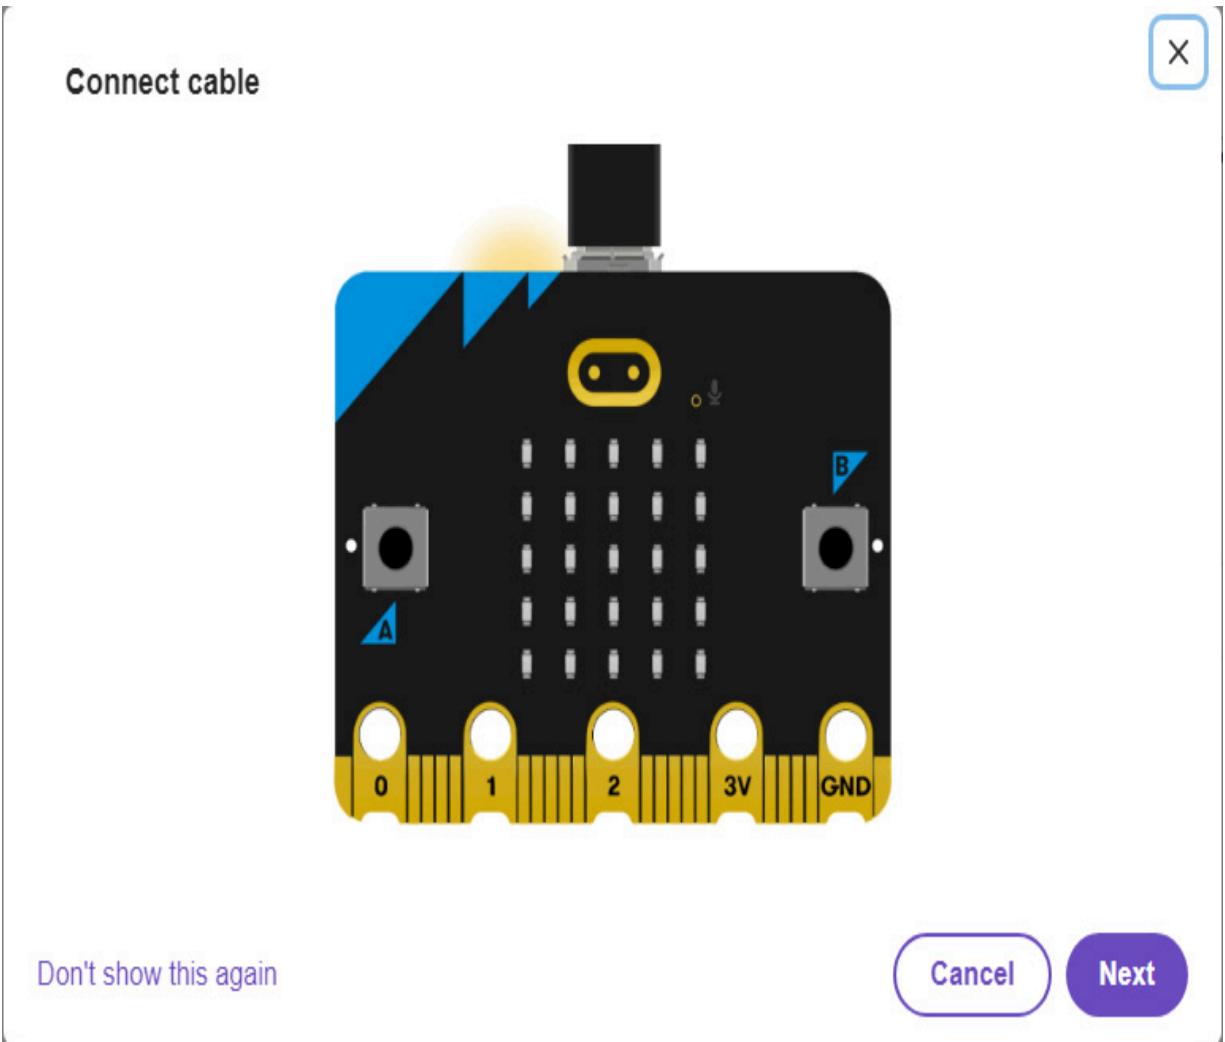 X
Connect cable
B
A
0 1 2 3V GND
Don't show this again
Cancel Next